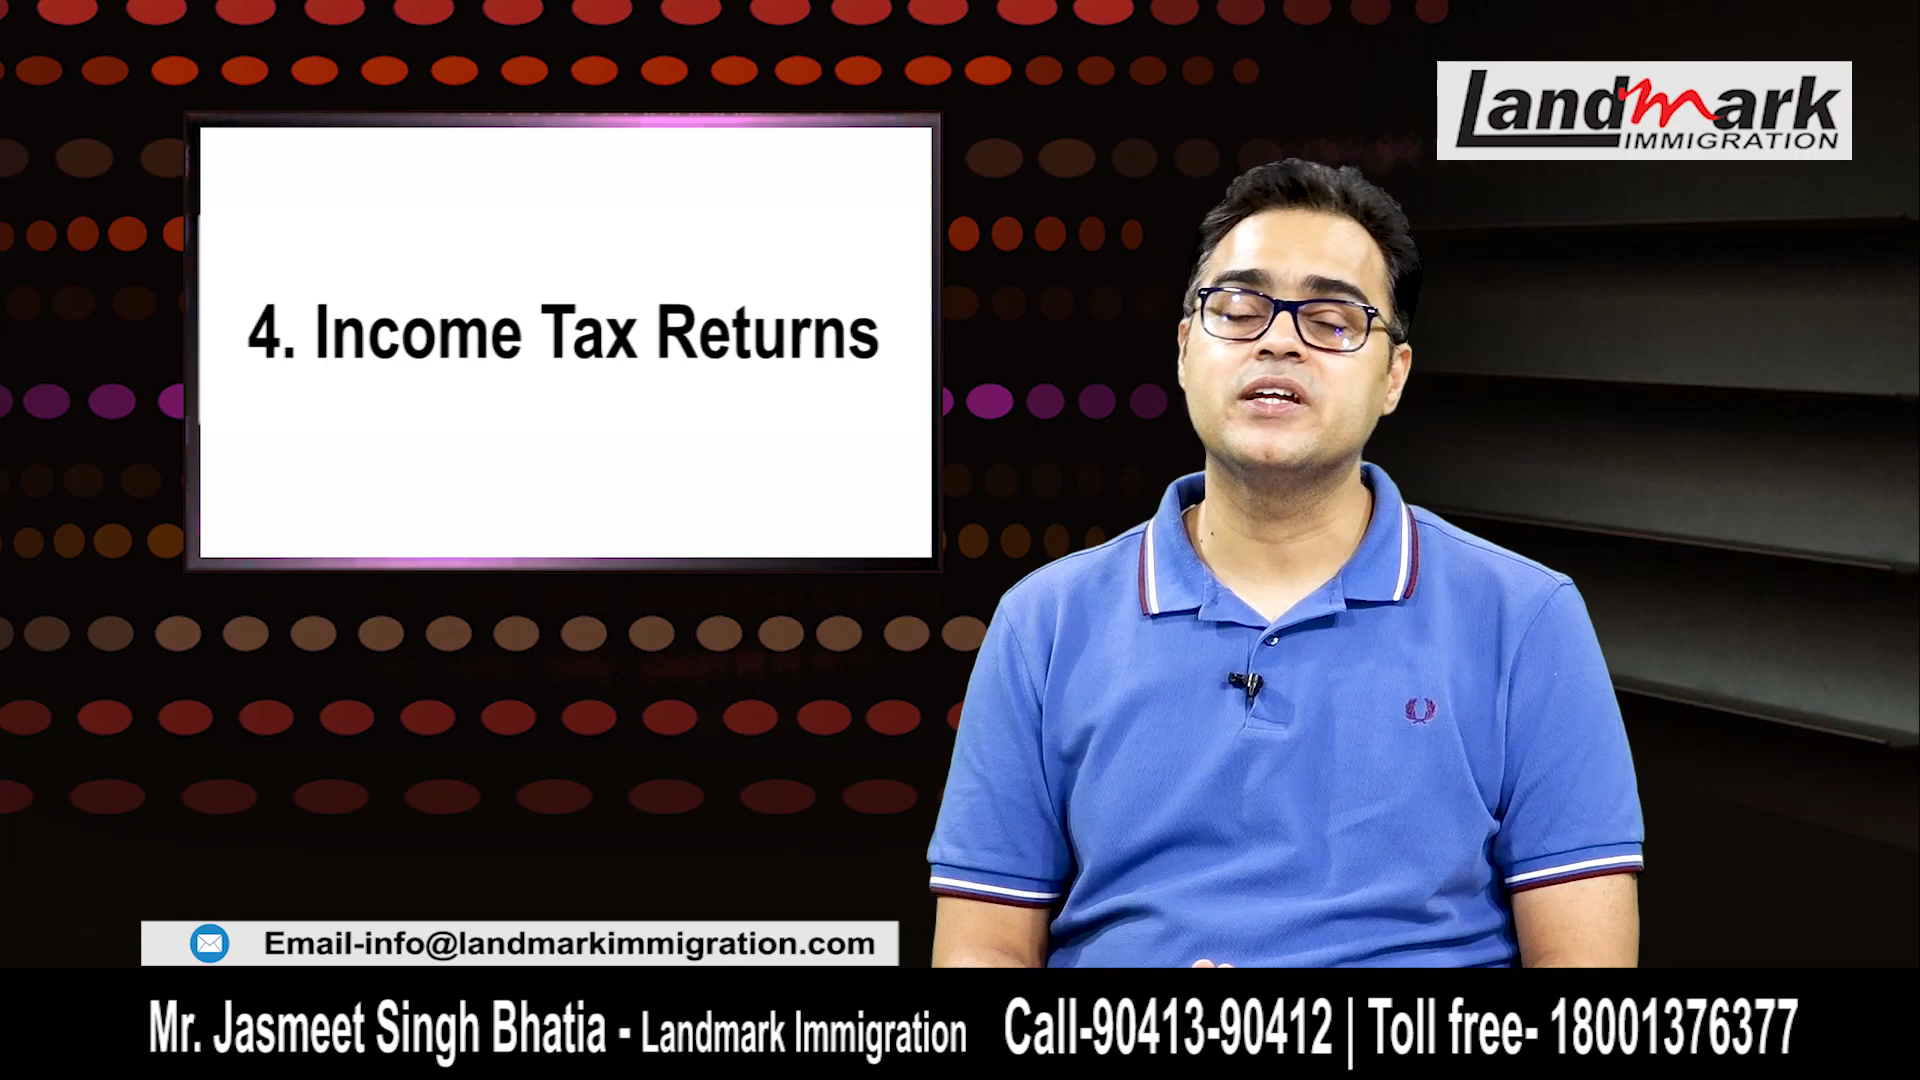 Landmark
IMMIGRATION
4. Income Tax Returns
Email-info@landmarkimmigration.com
Mr. Jasmeet Singh Bhatia - Landmark Immigration Call-90413-90412 | Toll free- 18001376377